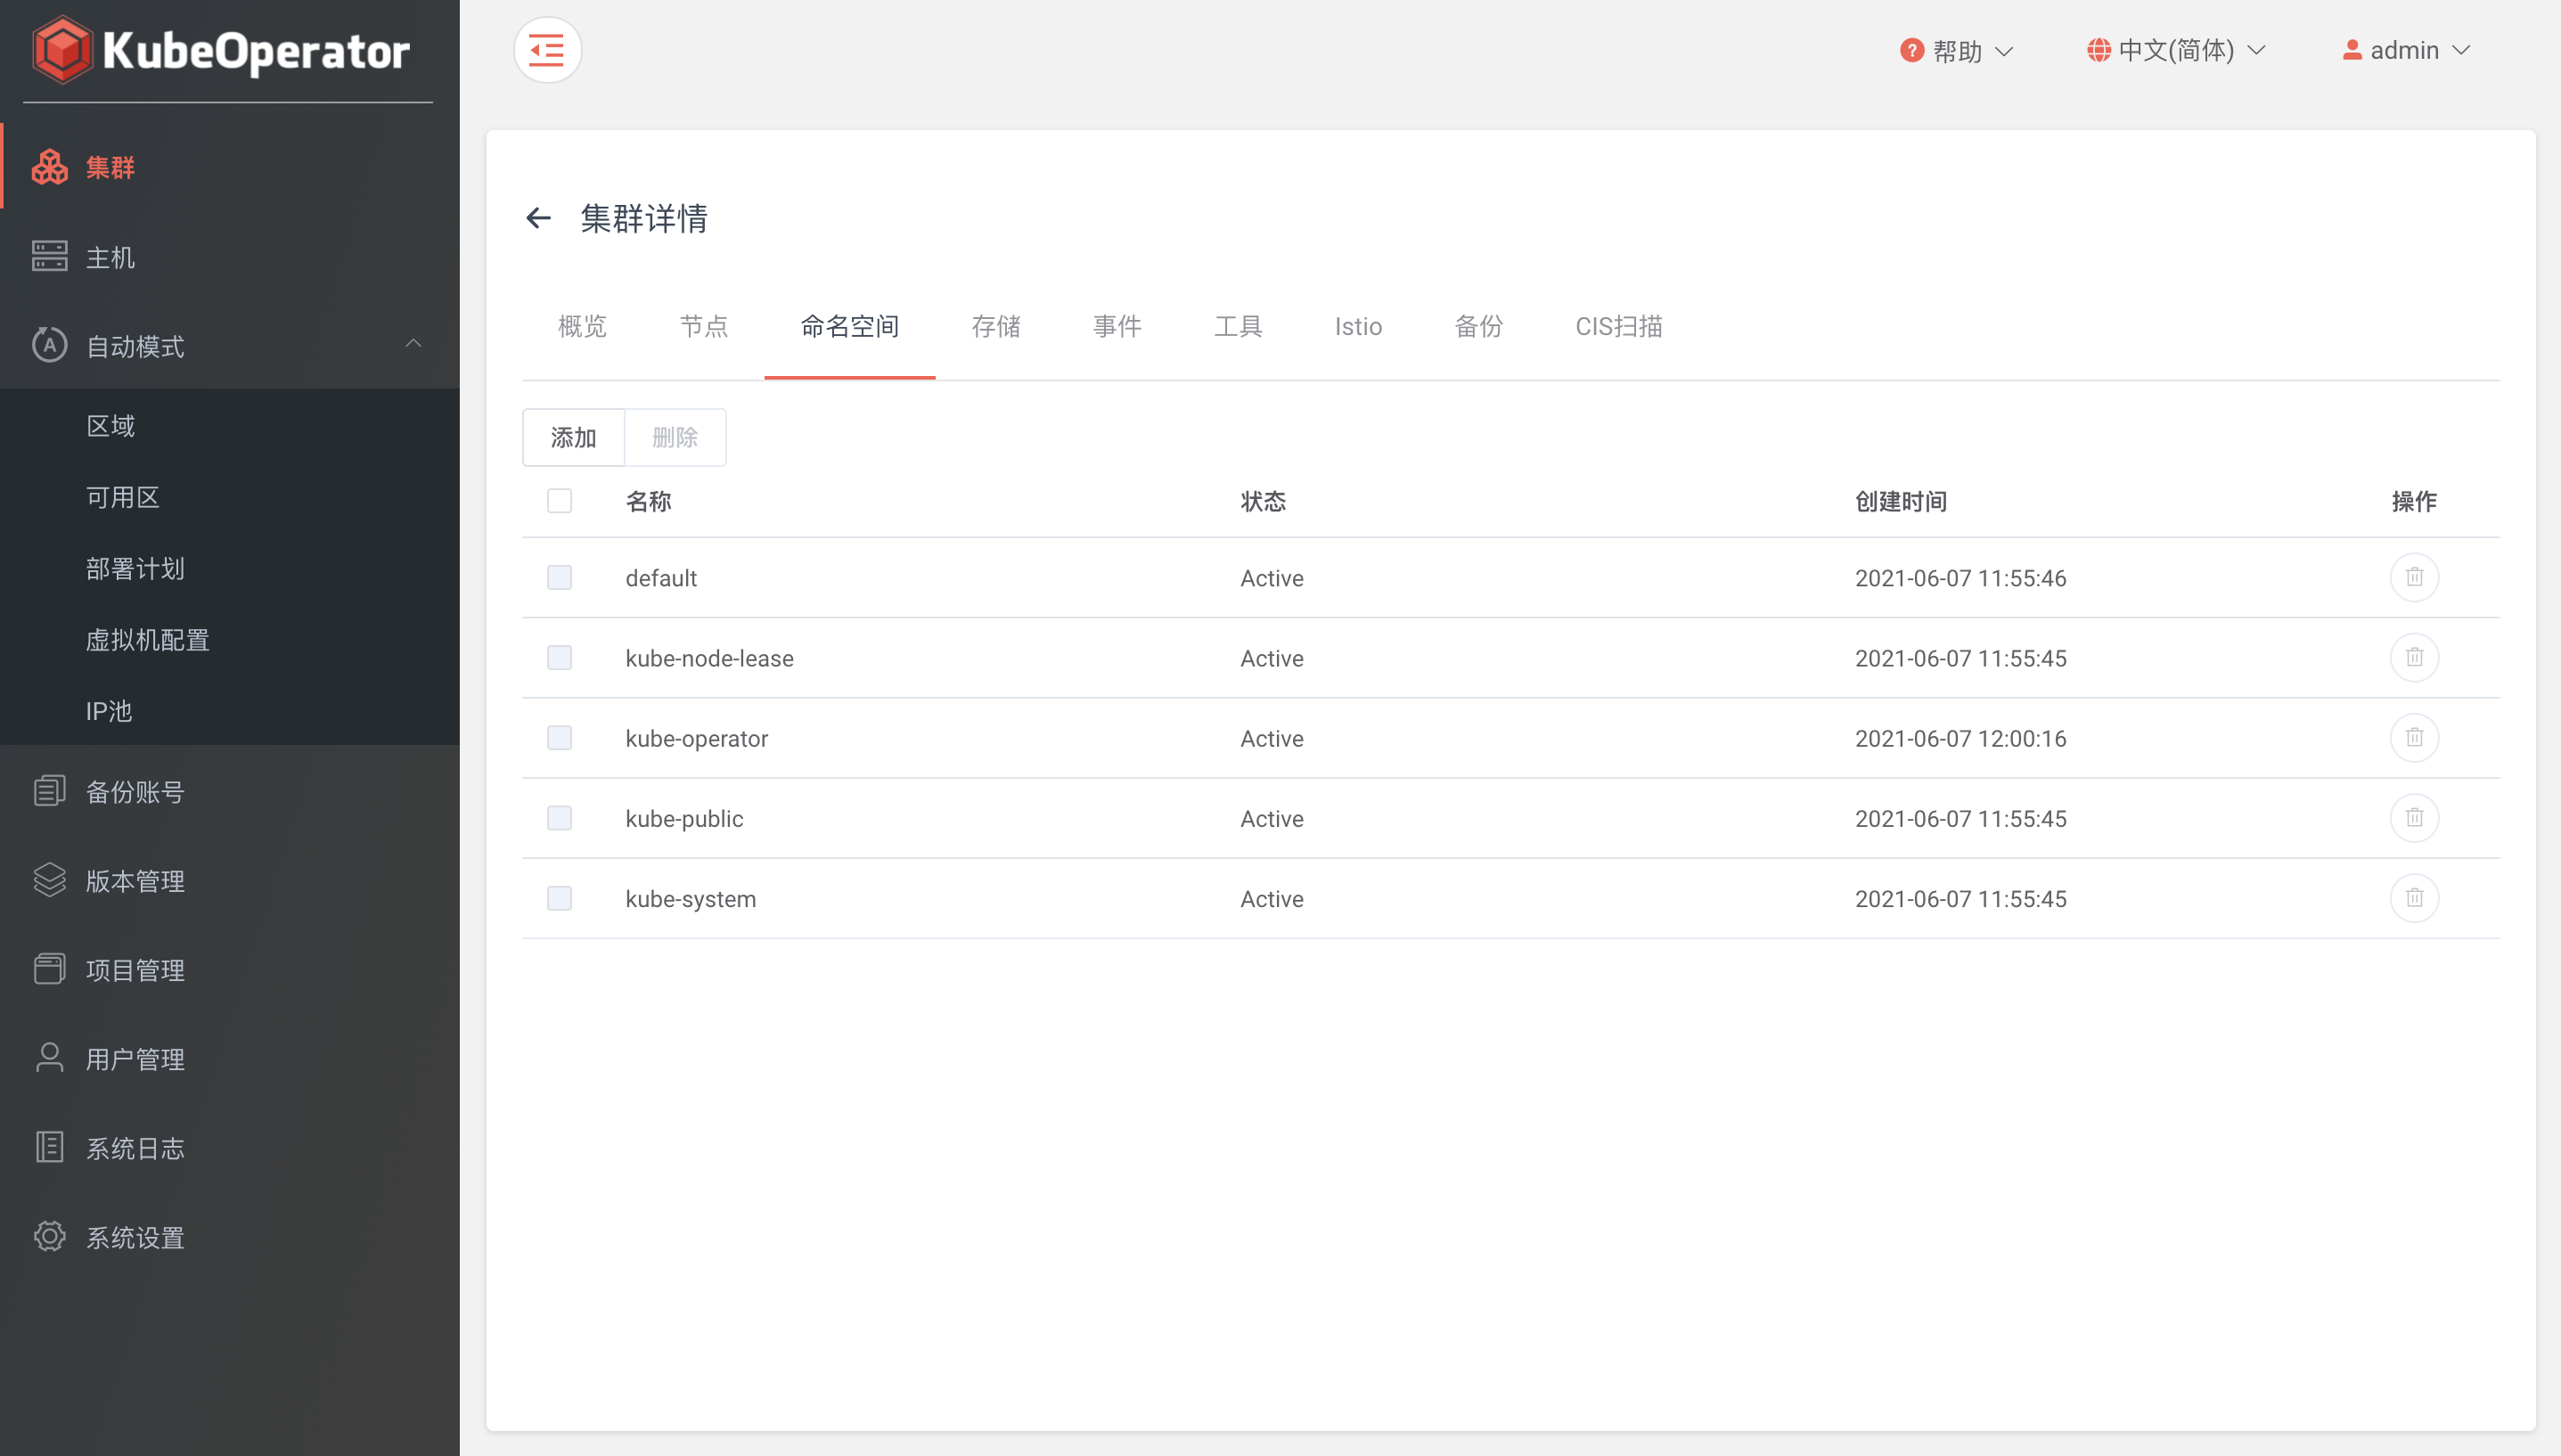 KubeOperator
帮助
中文(简体)
admin
集群
主机
自动模式
区域
可用区
部署计划
虚拟机配置
IP池
备份账号
版本管理
项目管理
用户管理
系统日志
系统设置
集群详情
概览 节点 命名空间 存储 事件 工具 Istio 备份 CIS扫描
添加 删除
名称 状态 创建时间 操作
default Active 2021-06-07 11:55:46
kube-node-lease Active 2021-06-07 11:55:45
kube-operator Active 2021-06-07 12:00:16
kube-public Active 2021-06-07 11:55:45
kube-system Active 2021-06-07 11:55:45